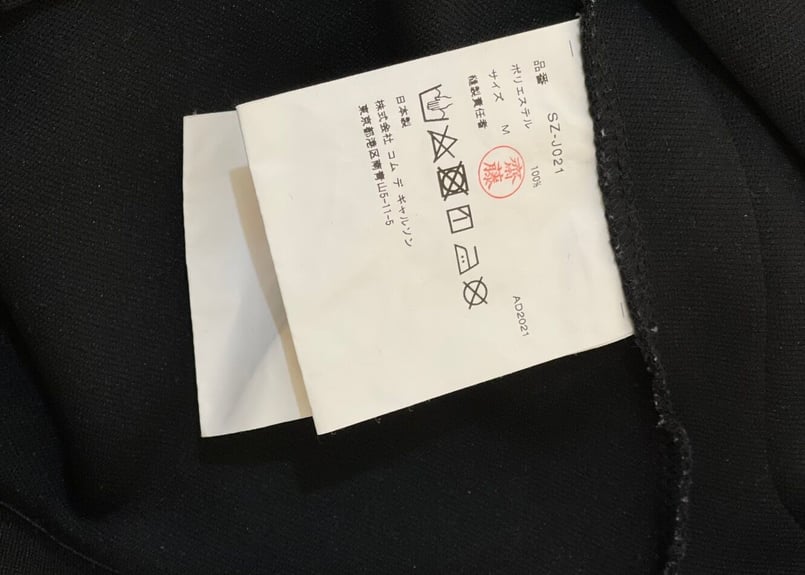 品番 SZ-J021
ポリエステル 100%
サイズ M
縫製責任者 齋藤
AD2021
日本製
株式会社 コム デ ギャルソン
東京都港区南青山5-11-5